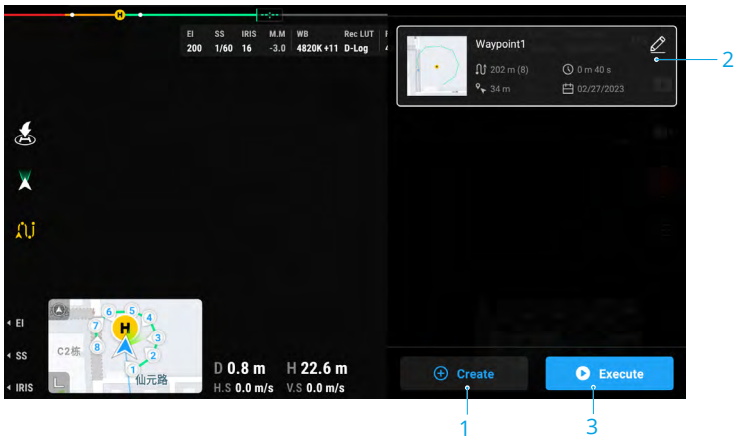 H
--:--
EI SS IRIS M.M WB Rec LUT
200 1/60 16 -3.0 4820K +11 D-Log
Waypoint1
202 m (8) 0 m 40 s
34 m 02/27/2023
2
EI
SS
IRIS
6 5 4
7 H 3
8 2
1
C2栋
仙元路
D 0.8 m H 22.6 m
H.S 0.0 m/s V.S 0.0 m/s
Create Execute
1 3